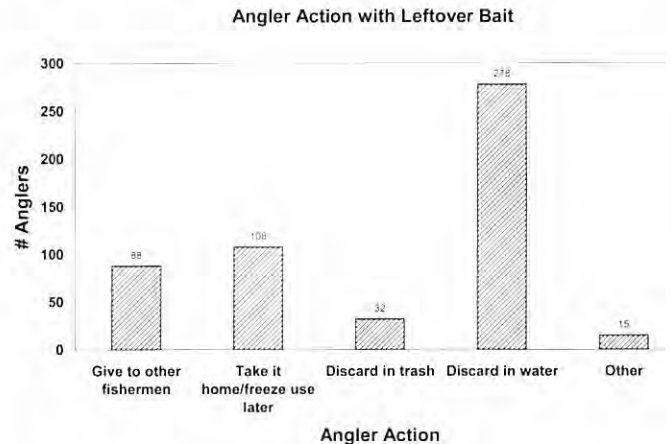 Angler Action with Leftover Bait
300
250
200
150
100
50
0
# Anglers
88
108
32
278
15
Give to other
fishermen
Take it
home/freeze use
later
Discard in trash
Discard in water
Other
Angler Action